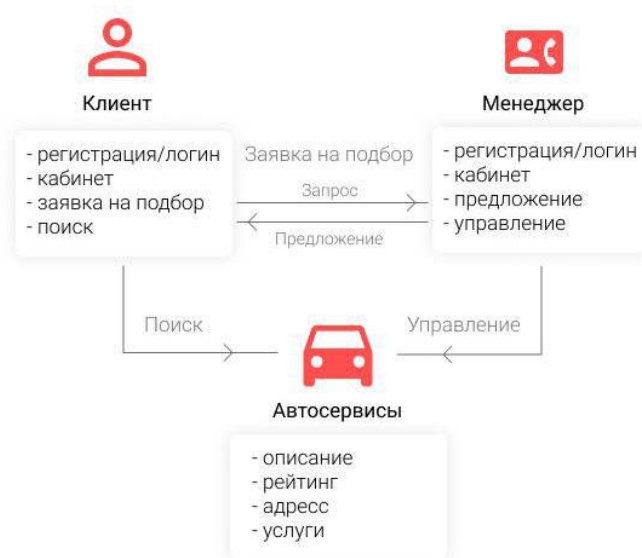 Клиент
Менеджер
- регистрация/логин
- кабинет
- заявка на подбор
- поиск
Заявка на подбор
Запрос
Предложение
- регистрация/логин
- кабинет
- предложение
- управление
Поиск
Управление
Автосервисы
- описание
- рейтинг
- адресс
- услуги